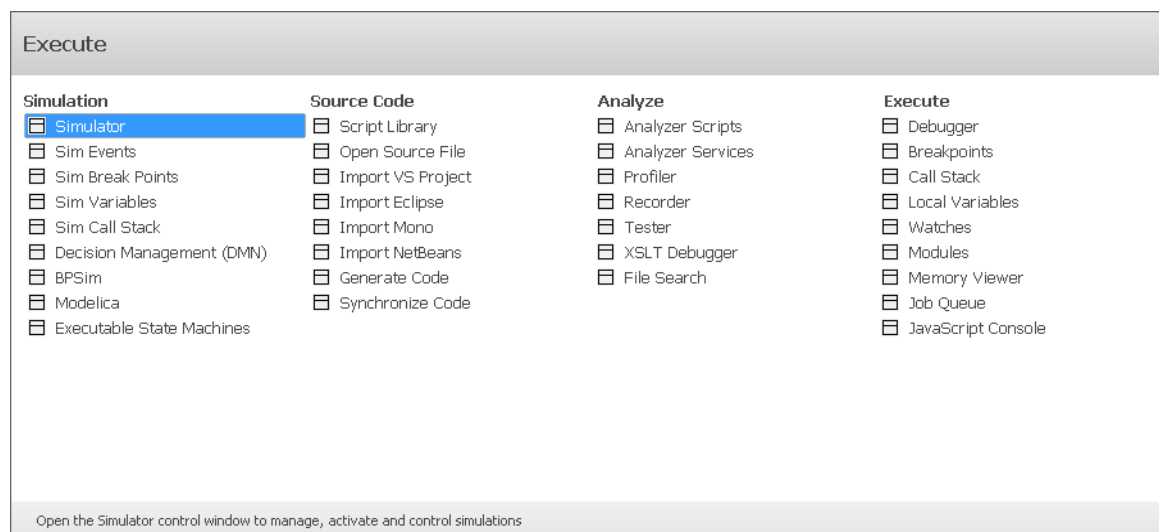 Execute
Simulation
Simulator
Sim Events
Sim Break Points
Sim Variables
Sim Call Stack
Decision Management (DMN)
BPSim
Modelica
Executable State Machines
Source Code
Script Library
Open Source File
Import VS Project
Import Eclipse
Import Mono
Import NetBeans
Generate Code
Synchronize Code
Analyze
Analyzer Scripts
Analyzer Services
Profiler
Recorder
Tester
XSLT Debugger
File Search
Execute
Debugger
Breakpoints
Call Stack
Local Variables
Watches
Modules
Memory Viewer
Job Queue
JavaScript Console
Open the Simulator control window to manage, activate and control simulations